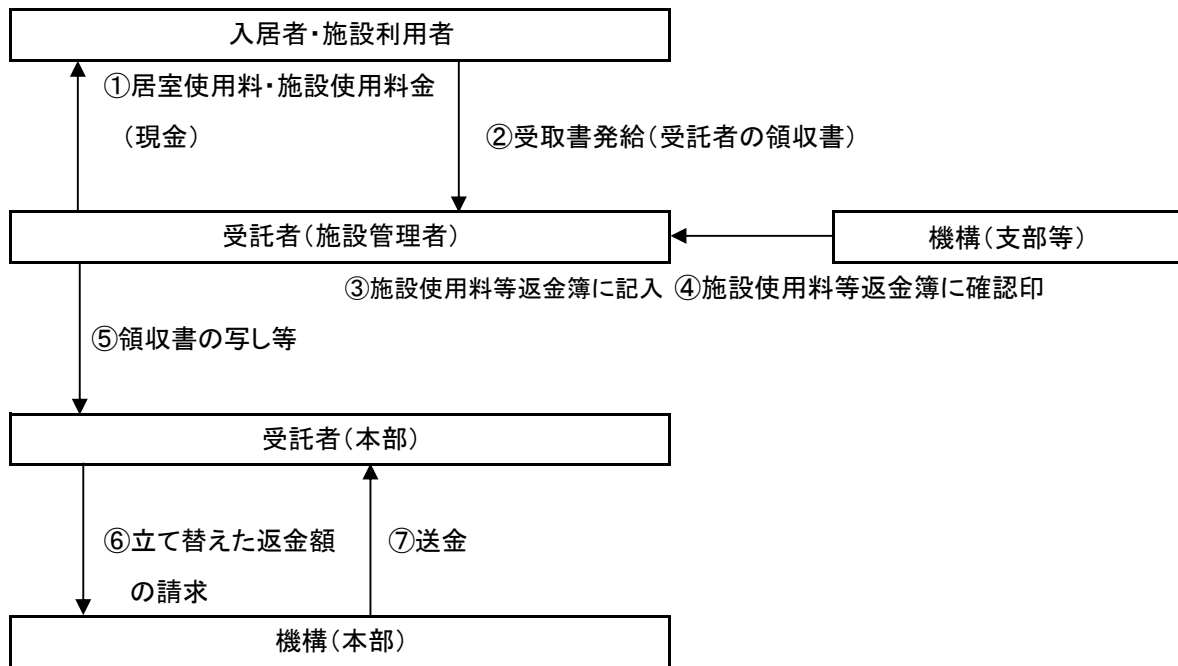 入居者・施設利用者
①居室使用料・施設使用料金
（現金）
②受取書発給（受託者の領収書）
受託者（施設管理者）
機構（支部等）
③施設使用料等返金簿に記入
④施設使用料等返金簿に確認印
⑤領収書の写し等
受託者（本部）
⑥立て替えた返金額
の請求
⑦送金
機構（本部）